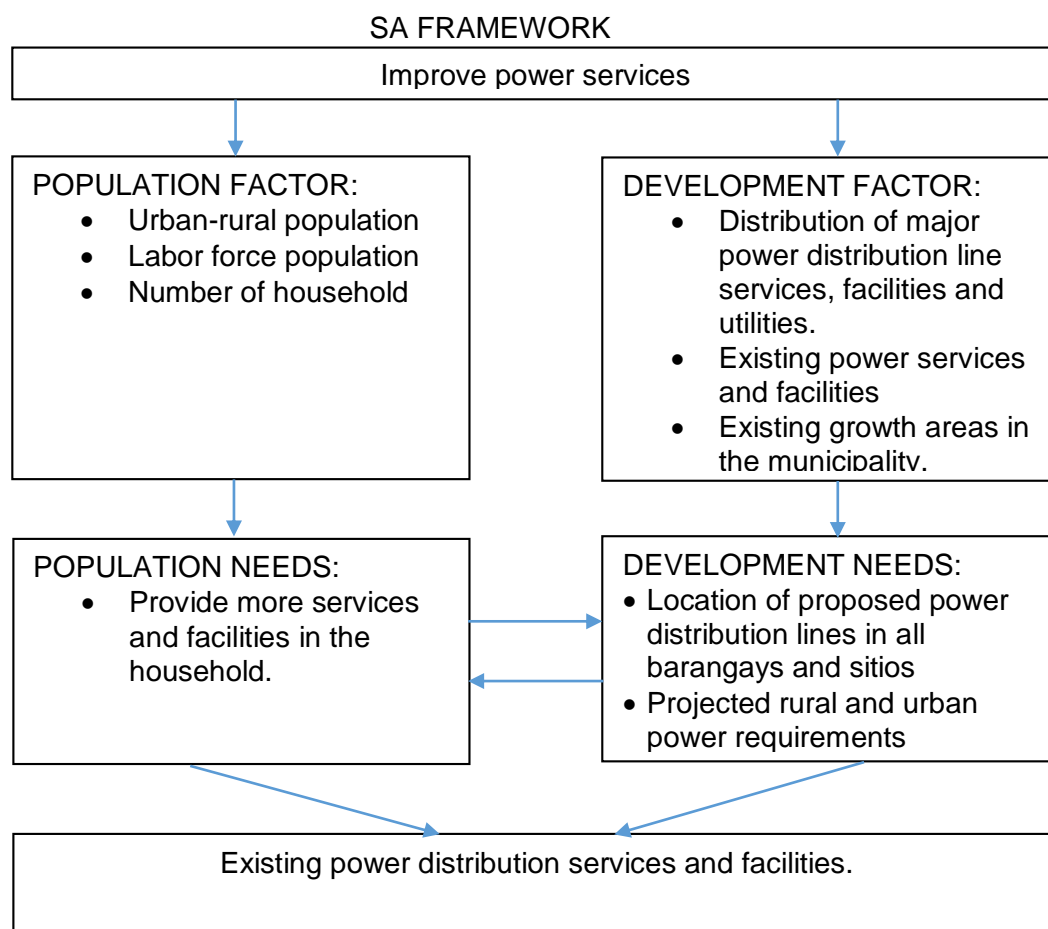 SA FRAMEWORK
Improve power services
POPULATION FACTOR:
• Urban-rural population
• Labor force population
• Number of household
DEVELOPMENT FACTOR:
• Distribution of major
power distribution line
services, facilities and
utilities.
• Existing power services
and facilities
• Existing growth areas in
the municipality.
POPULATION NEEDS:
• Provide more services
and facilities in the
household.
DEVELOPMENT NEEDS:
• Location of proposed power
distribution lines in all
barangays and sitios
• Projected rural and urban
power requirements
Existing power distribution services and facilities.